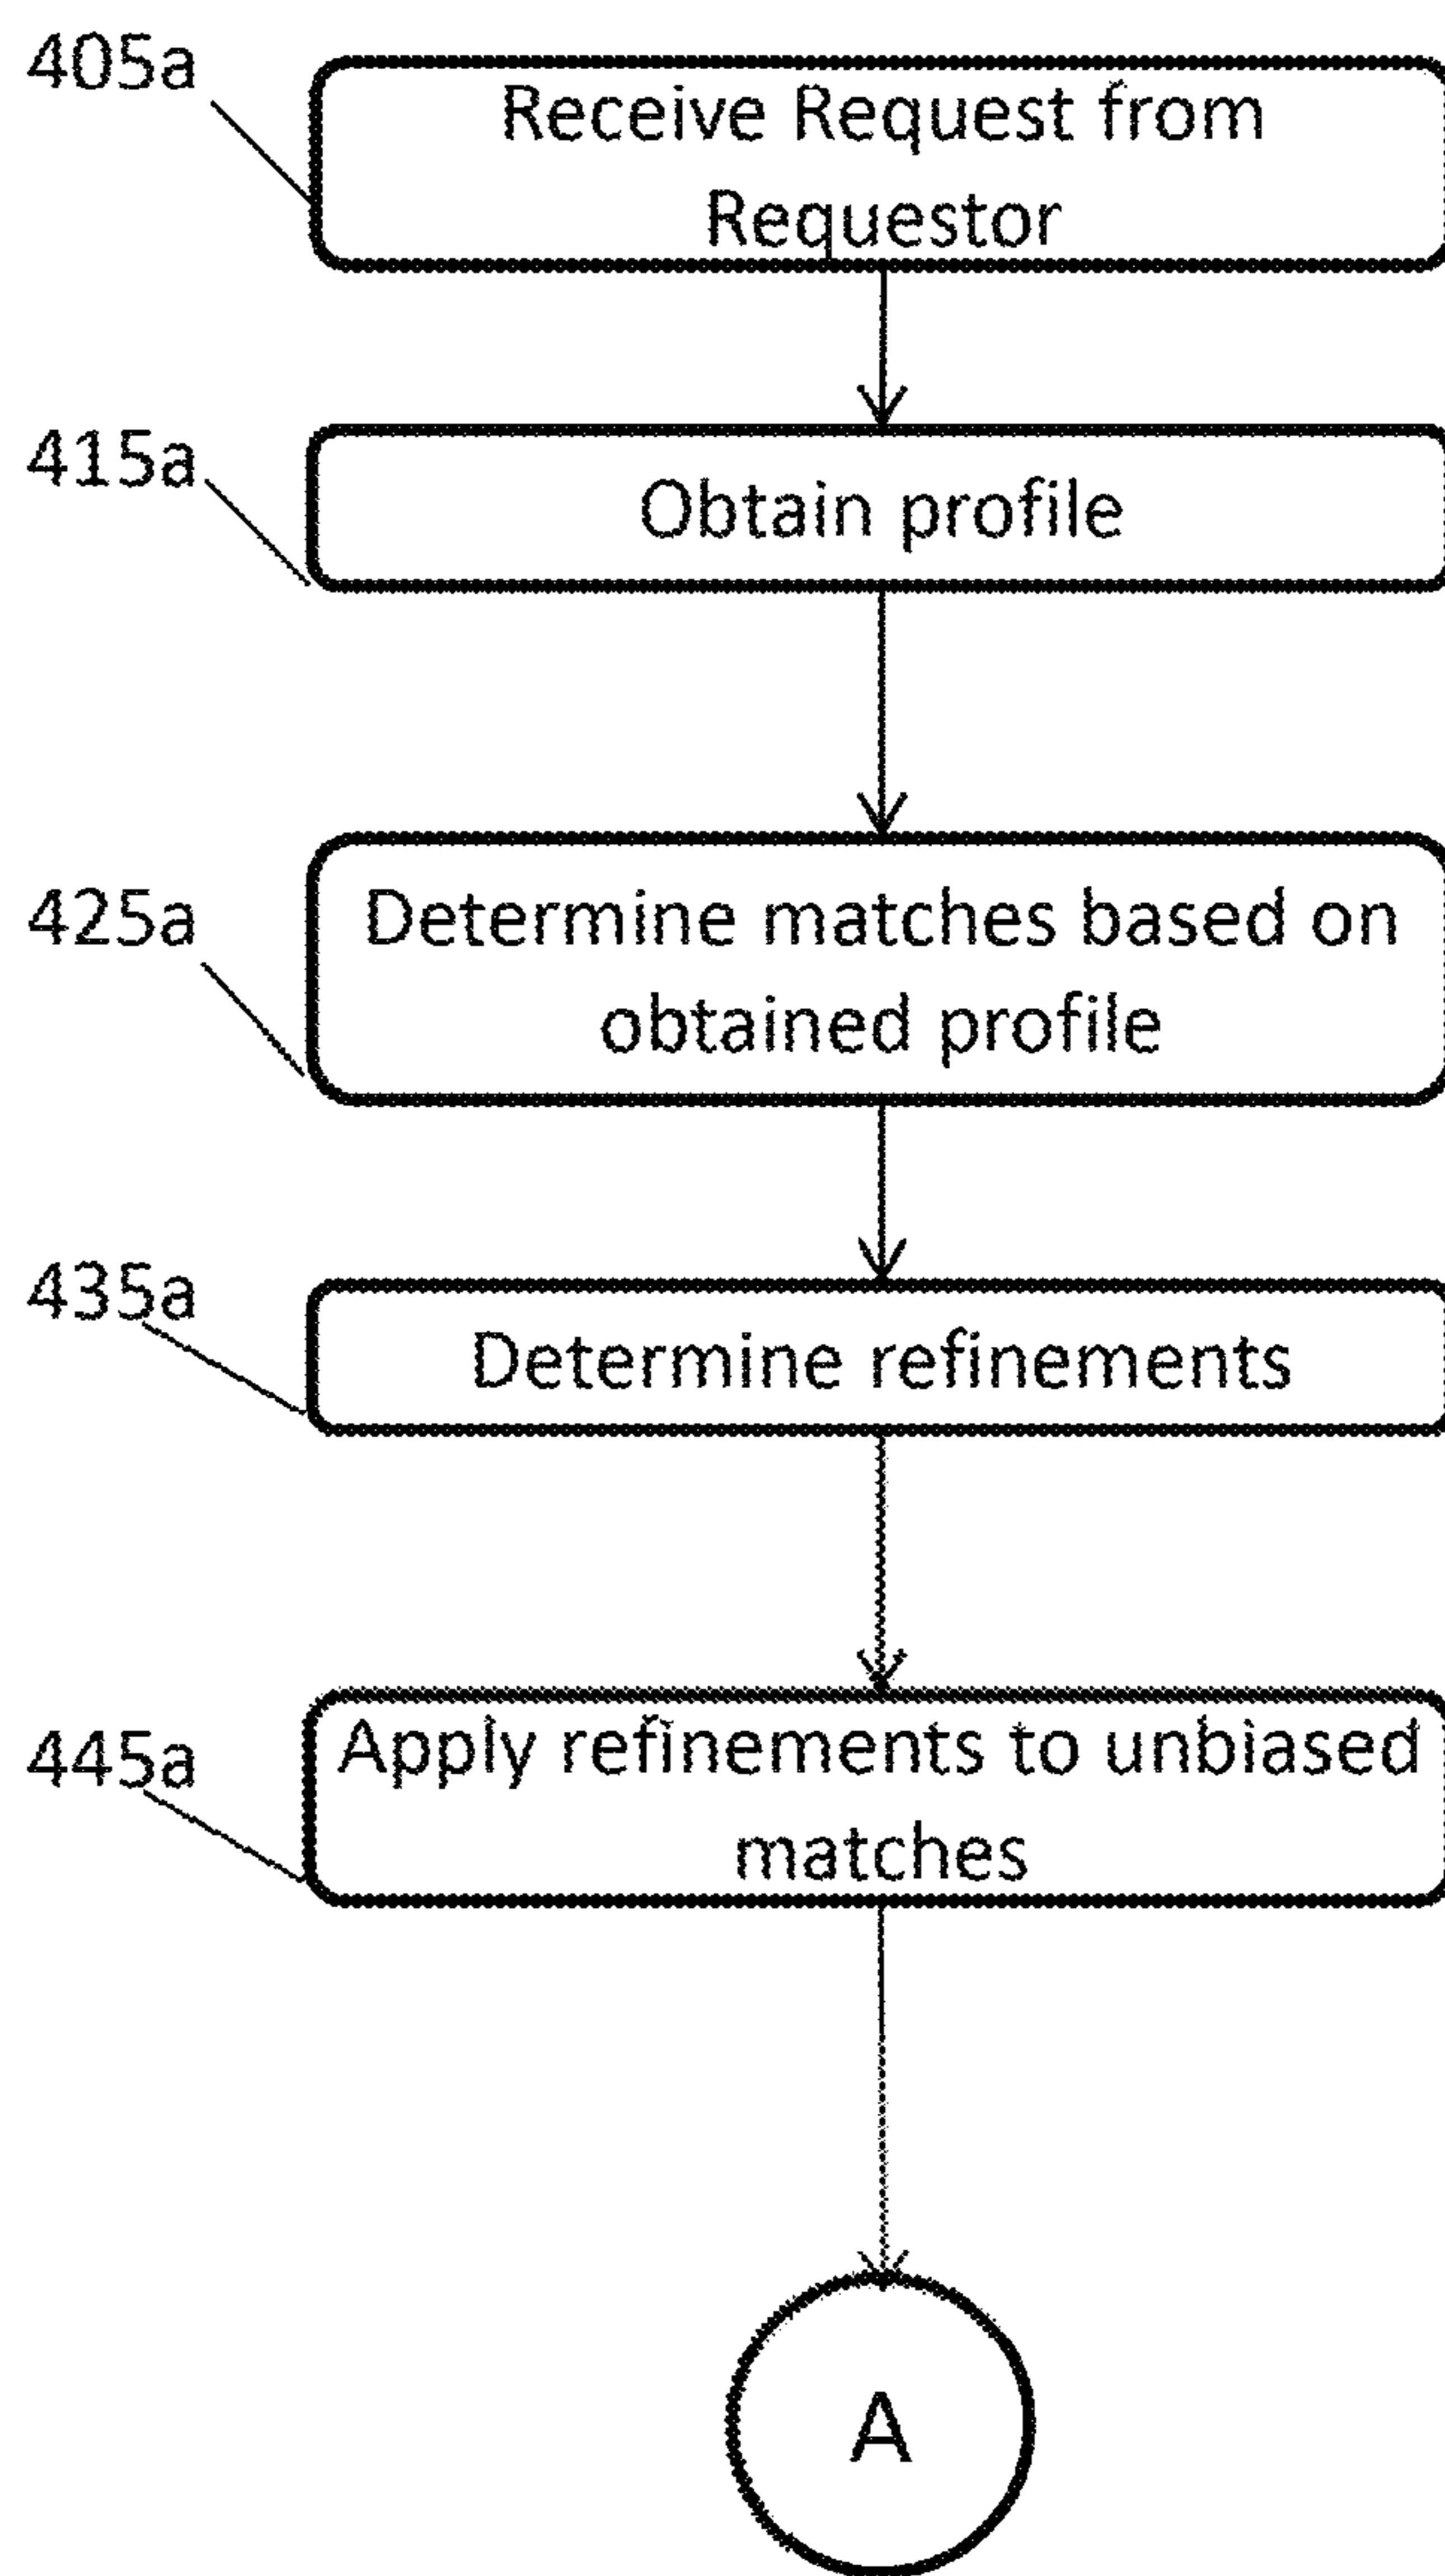 405a
Receive Request from
Requestor
415a
Obtain profile
425a
Determine matches based on
obtained profile
435a
Determine refinements
445a
Apply refinements to unbiased
matches
A